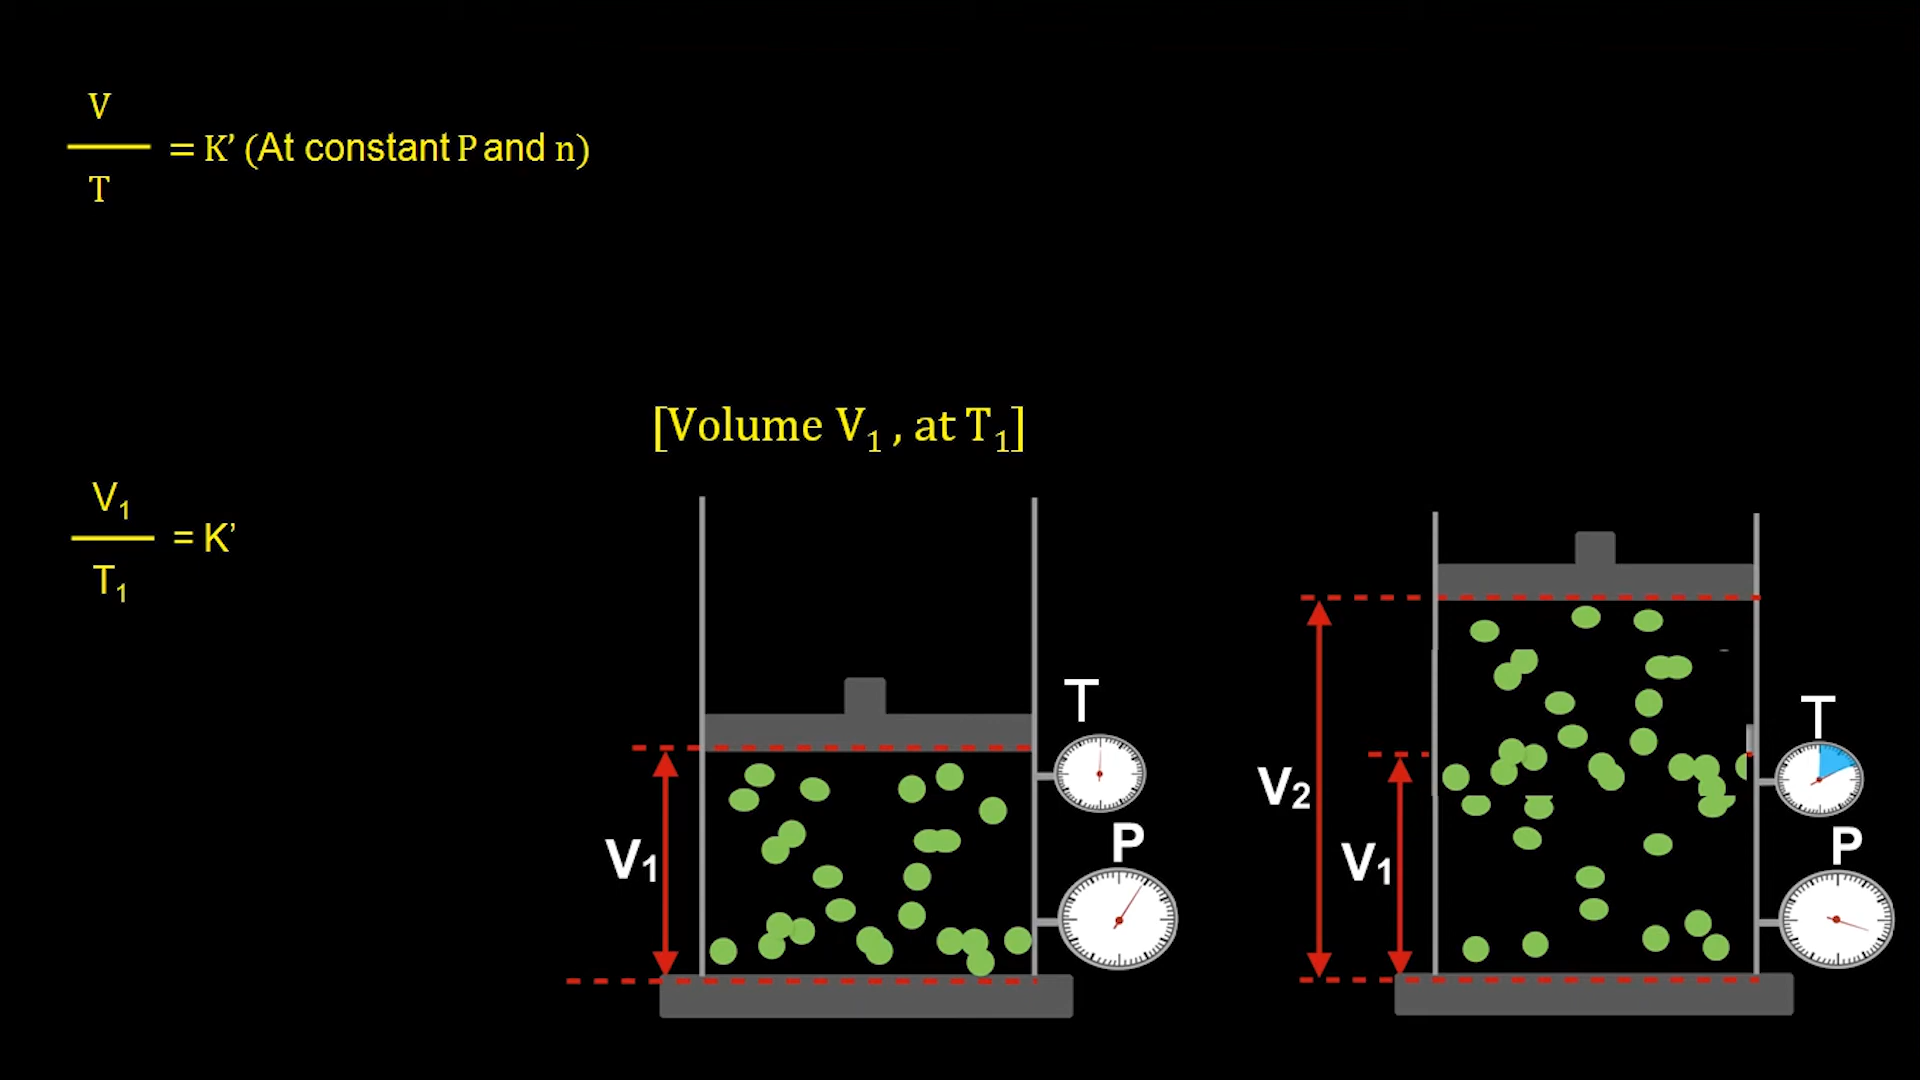 V
T
= K’ (At constant P and n)
[Volume V₁ , at T₁]
V₁
T₁
= K’
T
P
V₁
V₂
V₁
T
P